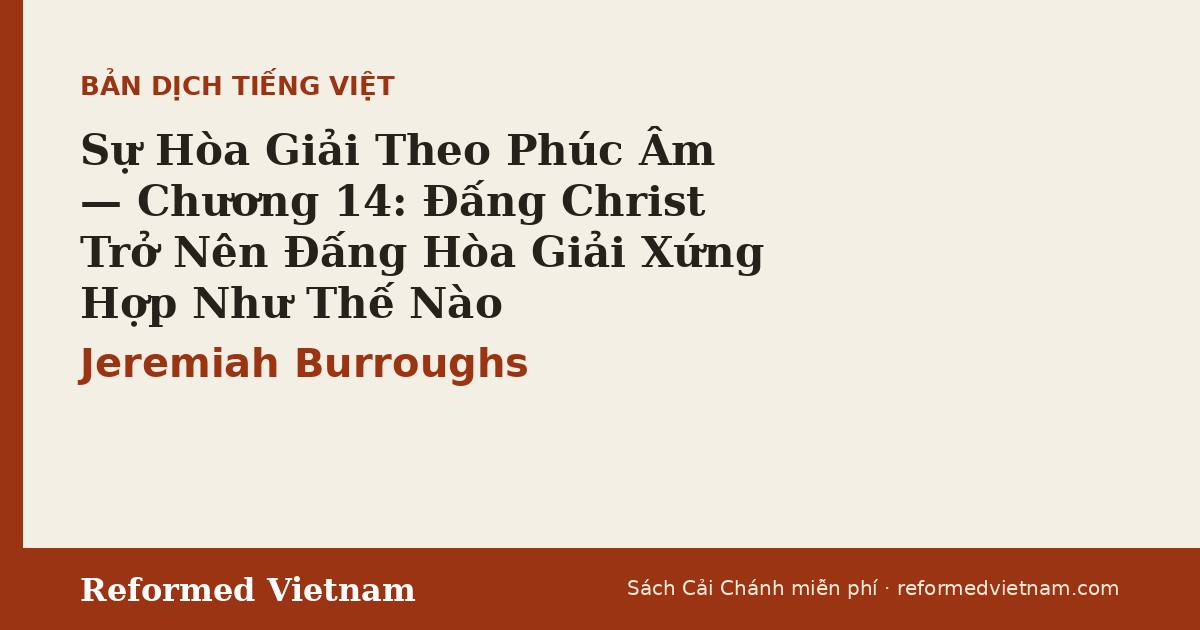 BẢN DỊCH TIẾNG VIỆT
Sự Hòa Giải Theo Phúc Âm
— Chương 14: Đấng Christ
Trở Nên Đấng Hòa Giải Xứng
Hợp Như Thế Nào
Jeremiah Burroughs
Reformed Vietnam
Sách Cải Chánh miễn phí · reformedvietnam.com